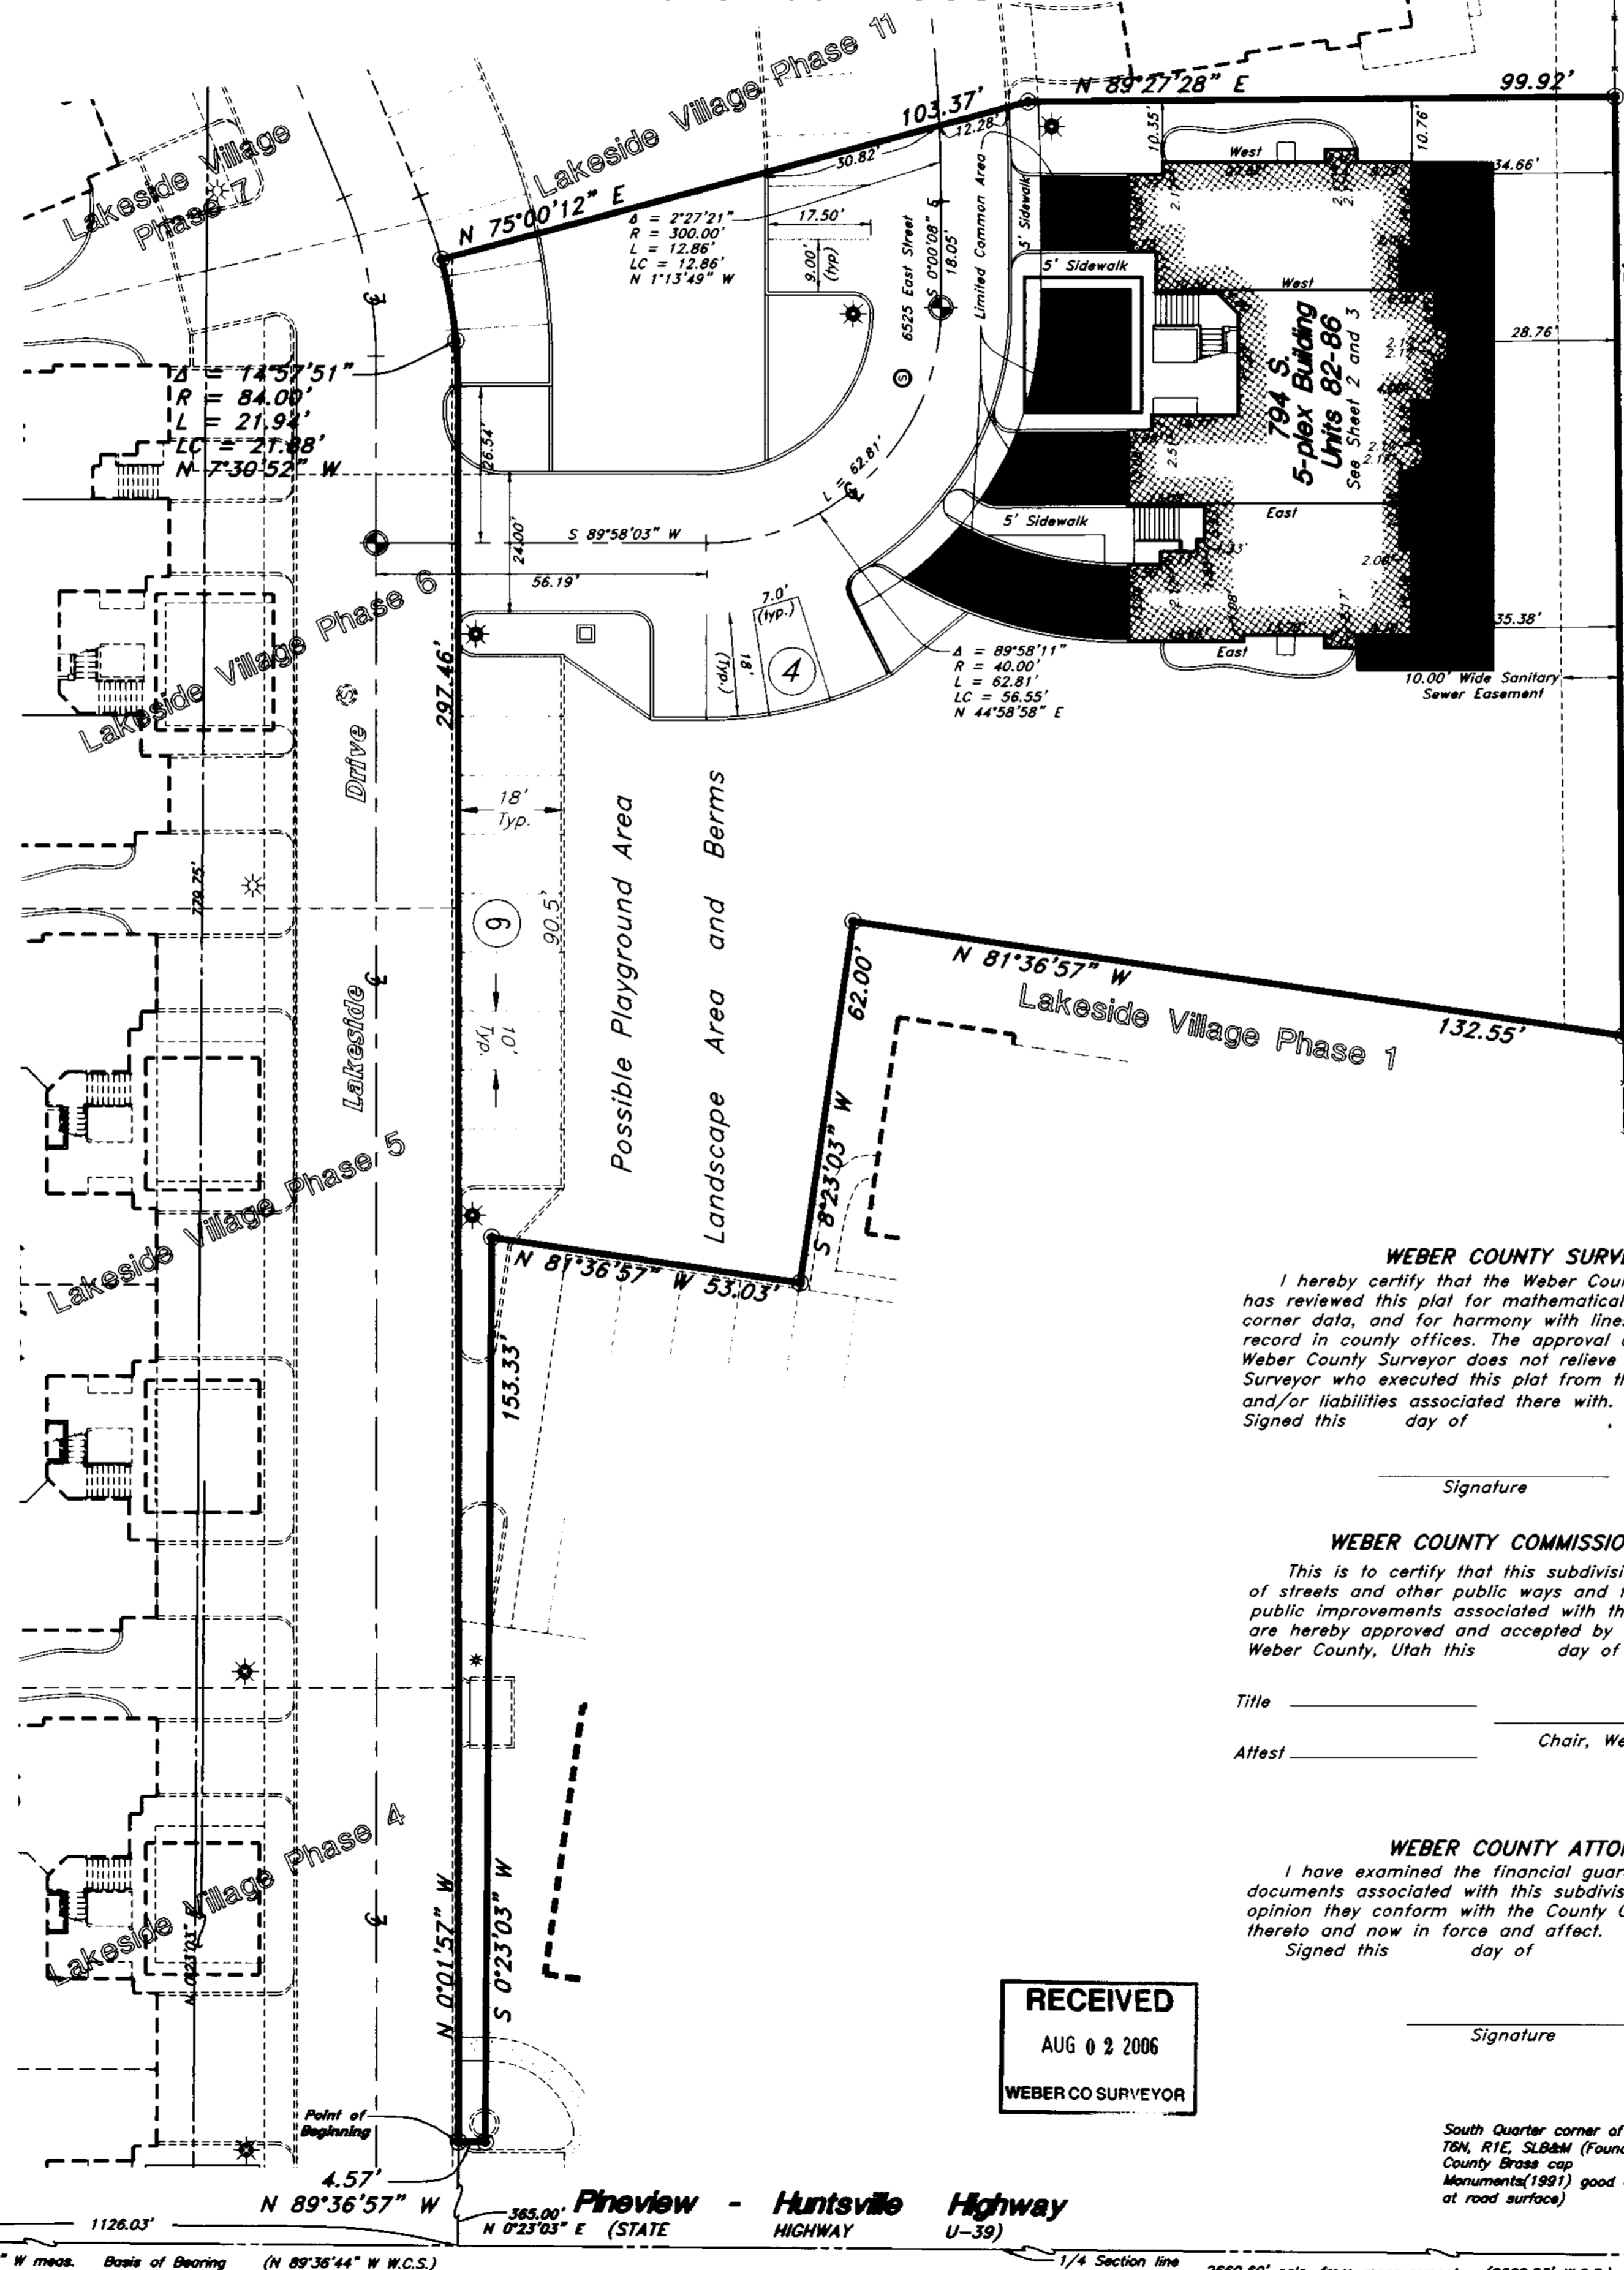 Lakeside Village Phase 11
N 89°27'28" E
99.92'
103.37'
12.28'
30.82'
Lakeside Village
Phase 7
N 75°00'12" E
Δ = 2°27'21"
R = 300.00'
L = 12.86'
LC = 12.86'
N 1°13'49" W
17.50'
9.00'
(typ)
6525 East Street
S 0°00'08" E
18.05'
Limited Common Area
5' Sidewalk
10.35'
10.76'
West
34.66'
5' Sidewalk
West
28.76'
794 S.
5-plex Building
Units 82-86
See Sheet 2 and 3
Δ = 14°57'51"
R = 84.00'
L = 21.94'
LC = 21.88'
N 7°30'52" W
26.54'
L = 62.81'
S
24.00'
S 89°58'03" W
56.19'
5' Sidewalk
East
2.51'
East
35.38'
10.00' Wide Sanitary
Sewer Easement
7.0'
(typ.)
18'
(Typ.)
4
Δ = 89°58'11"
R = 40.00'
L = 62.81'
LC = 56.55'
N 44°58'58" E
Lakeside Village Phase 6
297.46'
Lakeside Drive
S
779.75'
18'
Typ.
9
90.5'
10'
Typ.
Possible Playground Area
Landscape Area and Berms
N 81°36'57" W
132.55'
62.00'
S 8°23'03" W
Lakeside Village Phase 1
Lakeside Village Phase 5
N 81°36'57" W 53.03'
153.33'
WEBER COUNTY SURV
I hereby certify that the Weber Cou
has reviewed this plat for mathematical
corner data, and for harmony with line
record in county offices. The approval
Weber County Surveyor does not relieve
Surveyor who executed this plat from th
and/or liabilities associated there with.
Signed this day of ,
Signature
WEBER COUNTY COMMISSIO
This is to certify that this subdivisi
of streets and other public ways and
public improvements associated with th
are hereby approved and accepted by
Weber County, Utah this day of
Title
Chair, We
Attest
Lakeside Village Phase 4
N 0°23'03"
N 0°01'57" W
S 0°23'03" W
WEBER COUNTY ATTO
I have examined the financial guar
documents associated with this subdivis
opinion they conform with the County
thereto and now in force and affect.
Signed this day of
Signature
RECEIVED
AUG 02 2006
WEBER CO SURVEYOR
Point of
Beginning
4.57'
N 89°36'57" W
South Quarter corner of
T6N, R1E, SLB&M (Foun
County Brass cap
Monuments(1991) good
at road surface)
365.00'
N 0°23'03" E
Pineview - Huntsville Highway
(STATE HIGHWAY U-39)
1126.03'
" W meas. Basis of Bearing (N 89°36'44" W W.C.S.)
1/4 Section line